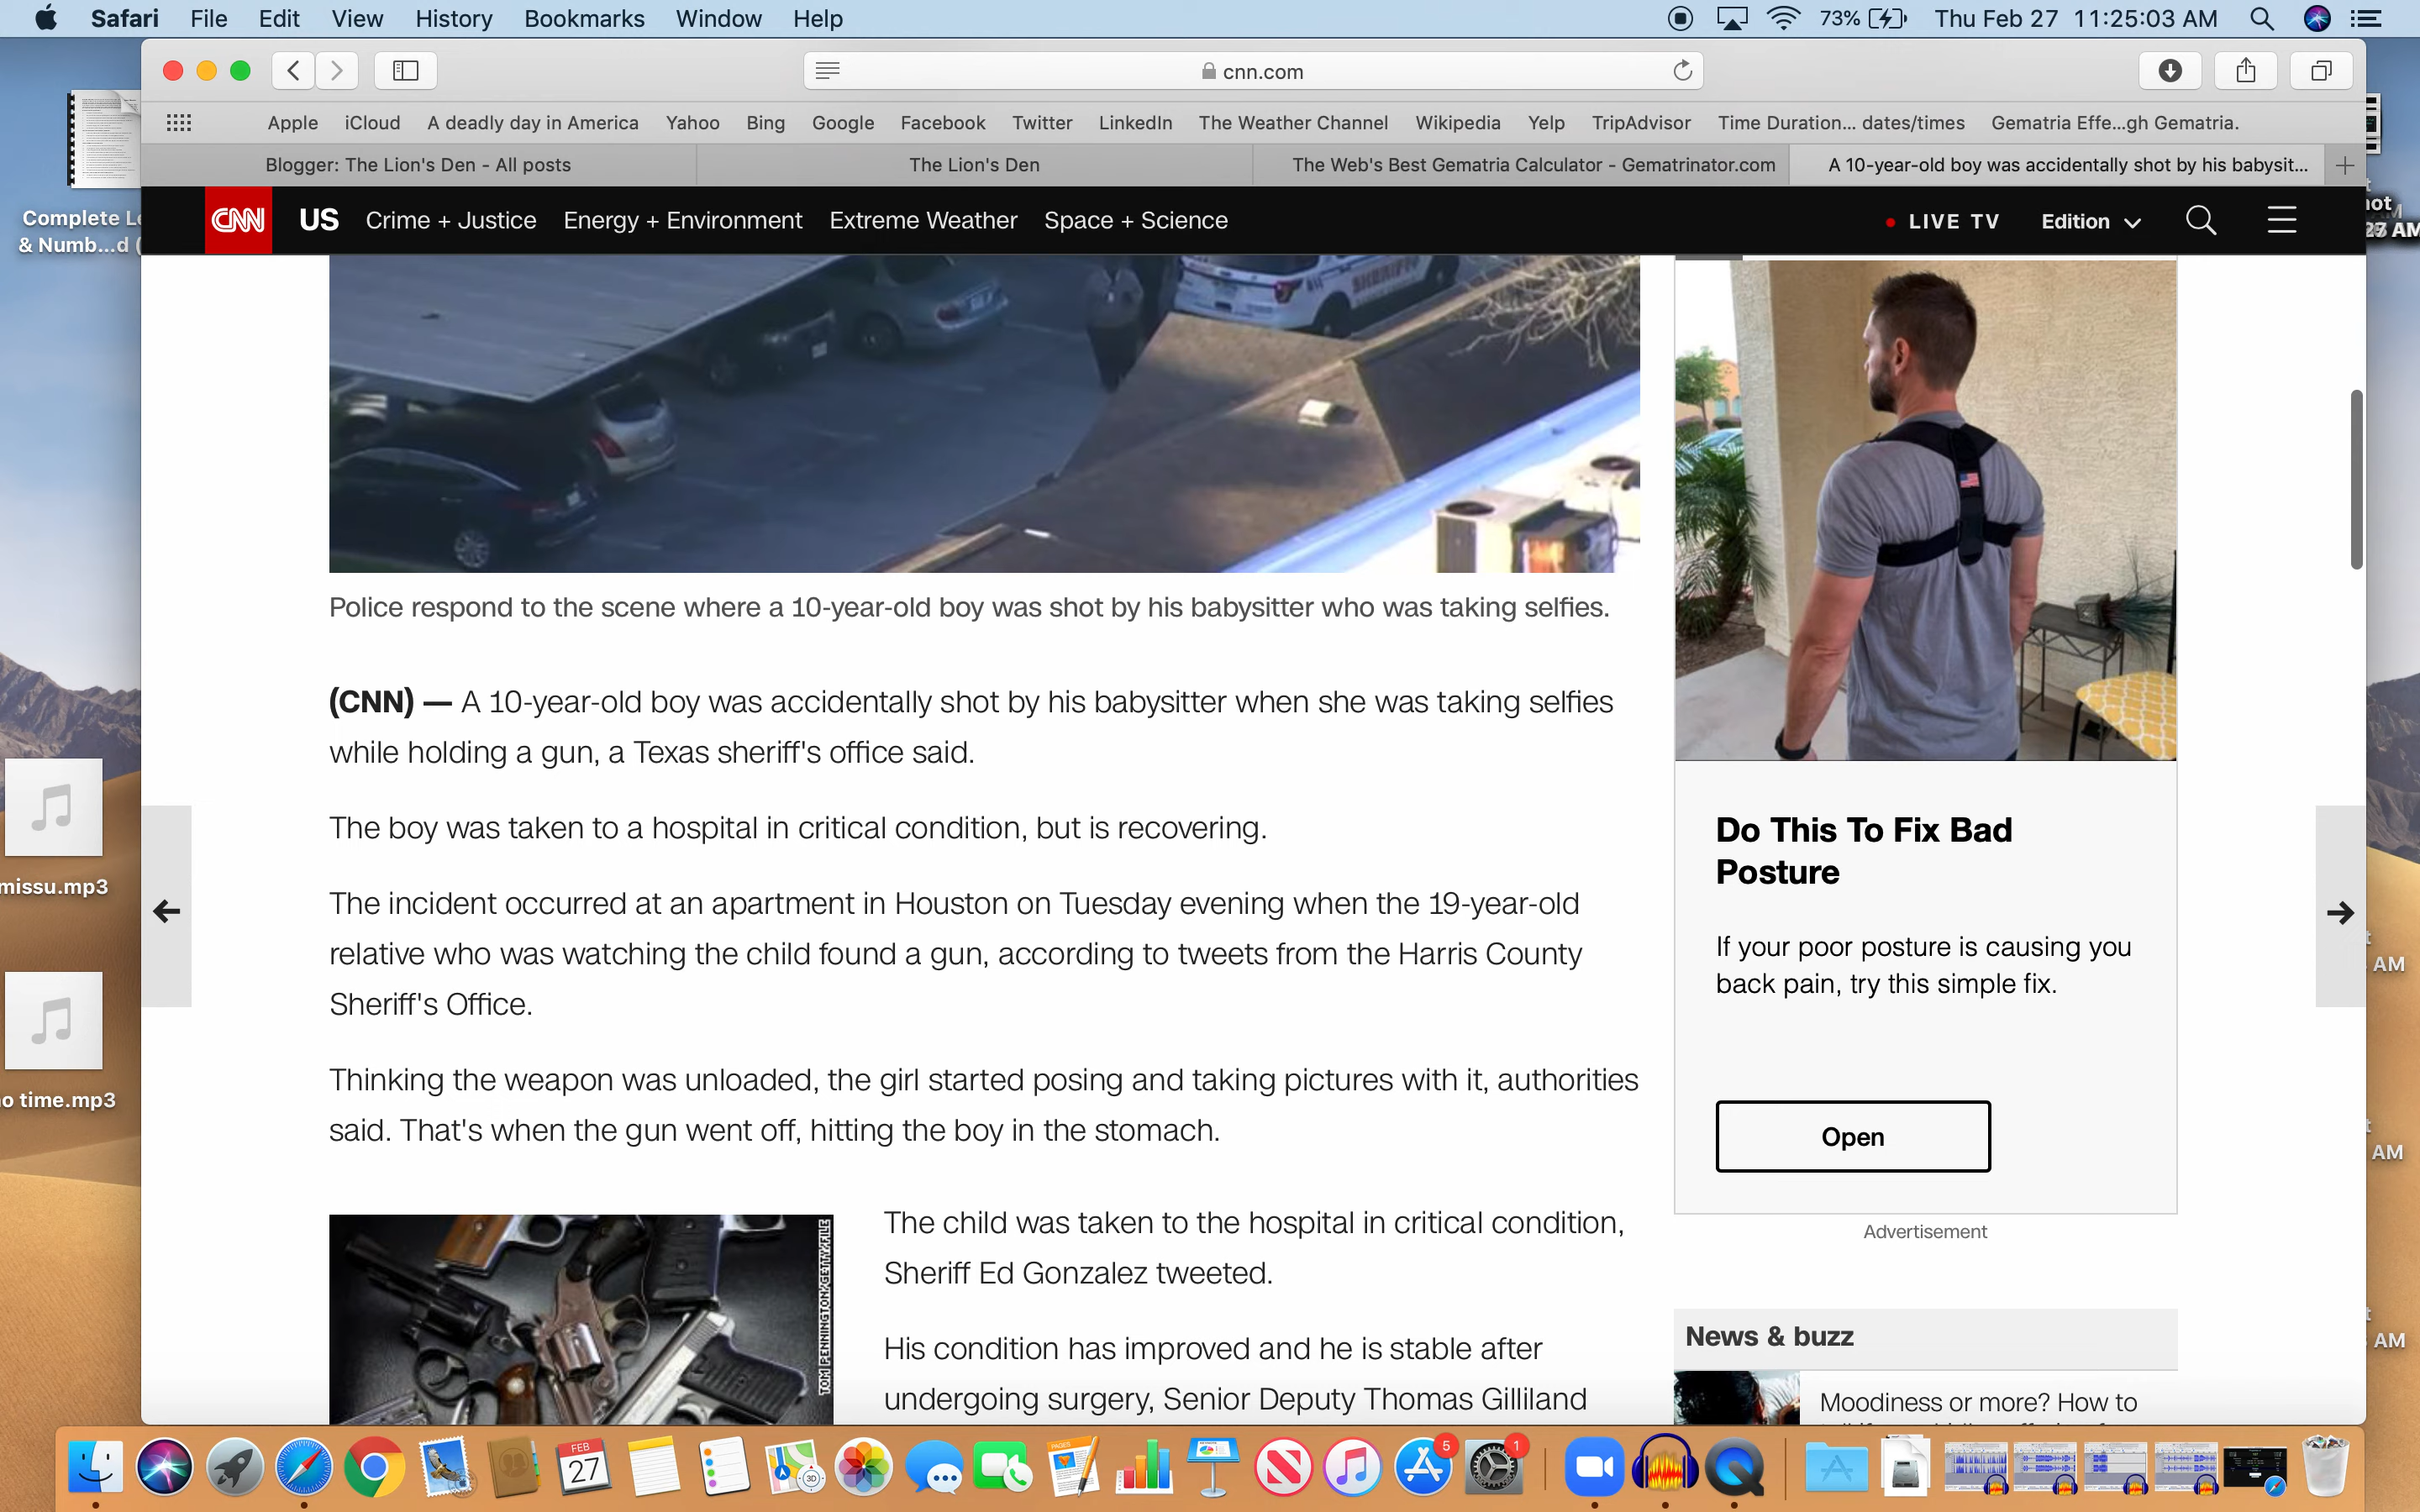 Safari File Edit View History Bookmarks Window Help 73% Thu Feb 27 11:25:03 AM
cnn.com
Apple iCloud A deadly day in America Yahoo Bing Google Facebook Twitter LinkedIn The Weather Channel Wikipedia Yelp TripAdvisor Time Duration... dates/times Gematria Effe...gh Gematria.
Blogger: The Lion's Den - All posts The Lion's Den The Web's Best Gematria Calculator - Gematrinator.com A 10-year-old boy was accidentally shot by his babysit...
CNN US Crime + Justice Energy + Environment Extreme Weather Space + Science LIVE TV Edition
Complete
& Numb...d (
27 AM
SHERIFF
Police respond to the scene where a 10-year-old boy was shot by his babysitter who was taking selfies.
(CNN) — A 10-year-old boy was accidentally shot by his babysitter when she was taking selfies
while holding a gun, a Texas sheriff's office said.
The boy was taken to a hospital in critical condition, but is recovering.
The incident occurred at an apartment in Houston on Tuesday evening when the 19-year-old
relative who was watching the child found a gun, according to tweets from the Harris County
Sheriff's Office.
Thinking the weapon was unloaded, the girl started posing and taking pictures with it, authorities
said. That's when the gun went off, hitting the boy in the stomach.
TOM PENNINGTON/GETTY/FILE
The child was taken to the hospital in critical condition,
Sheriff Ed Gonzalez tweeted.
His condition has improved and he is stable after
undergoing surgery, Senior Deputy Thomas Gilliland
Do This To Fix Bad
Posture
If your poor posture is causing you
back pain, try this simple fix.
Open
Advertisement
News & buzz
Moodiness or more? How to
missu.mp3
o time.mp3
AM
AM
AM
FEB
27
PAGES
3D
5
1